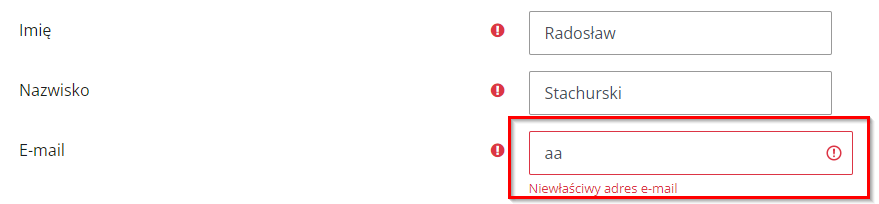 Imię
Radosław
Nazwisko
Stachurski
E-mail
aa
Niewłaściwy adres e-mail